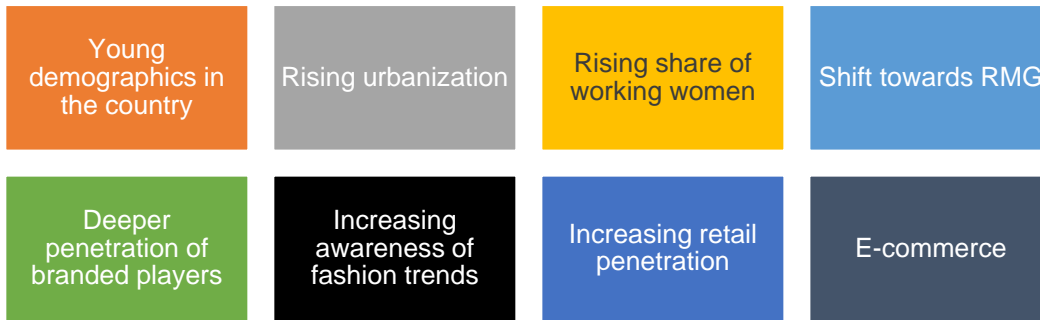 Young
demographics in
the country
Rising urbanization
Rising share of
working women
Shift towards RMG
Deeper
penetration of
branded players
Increasing
awareness of
fashion trends
Increasing retail
penetration
E-commerce